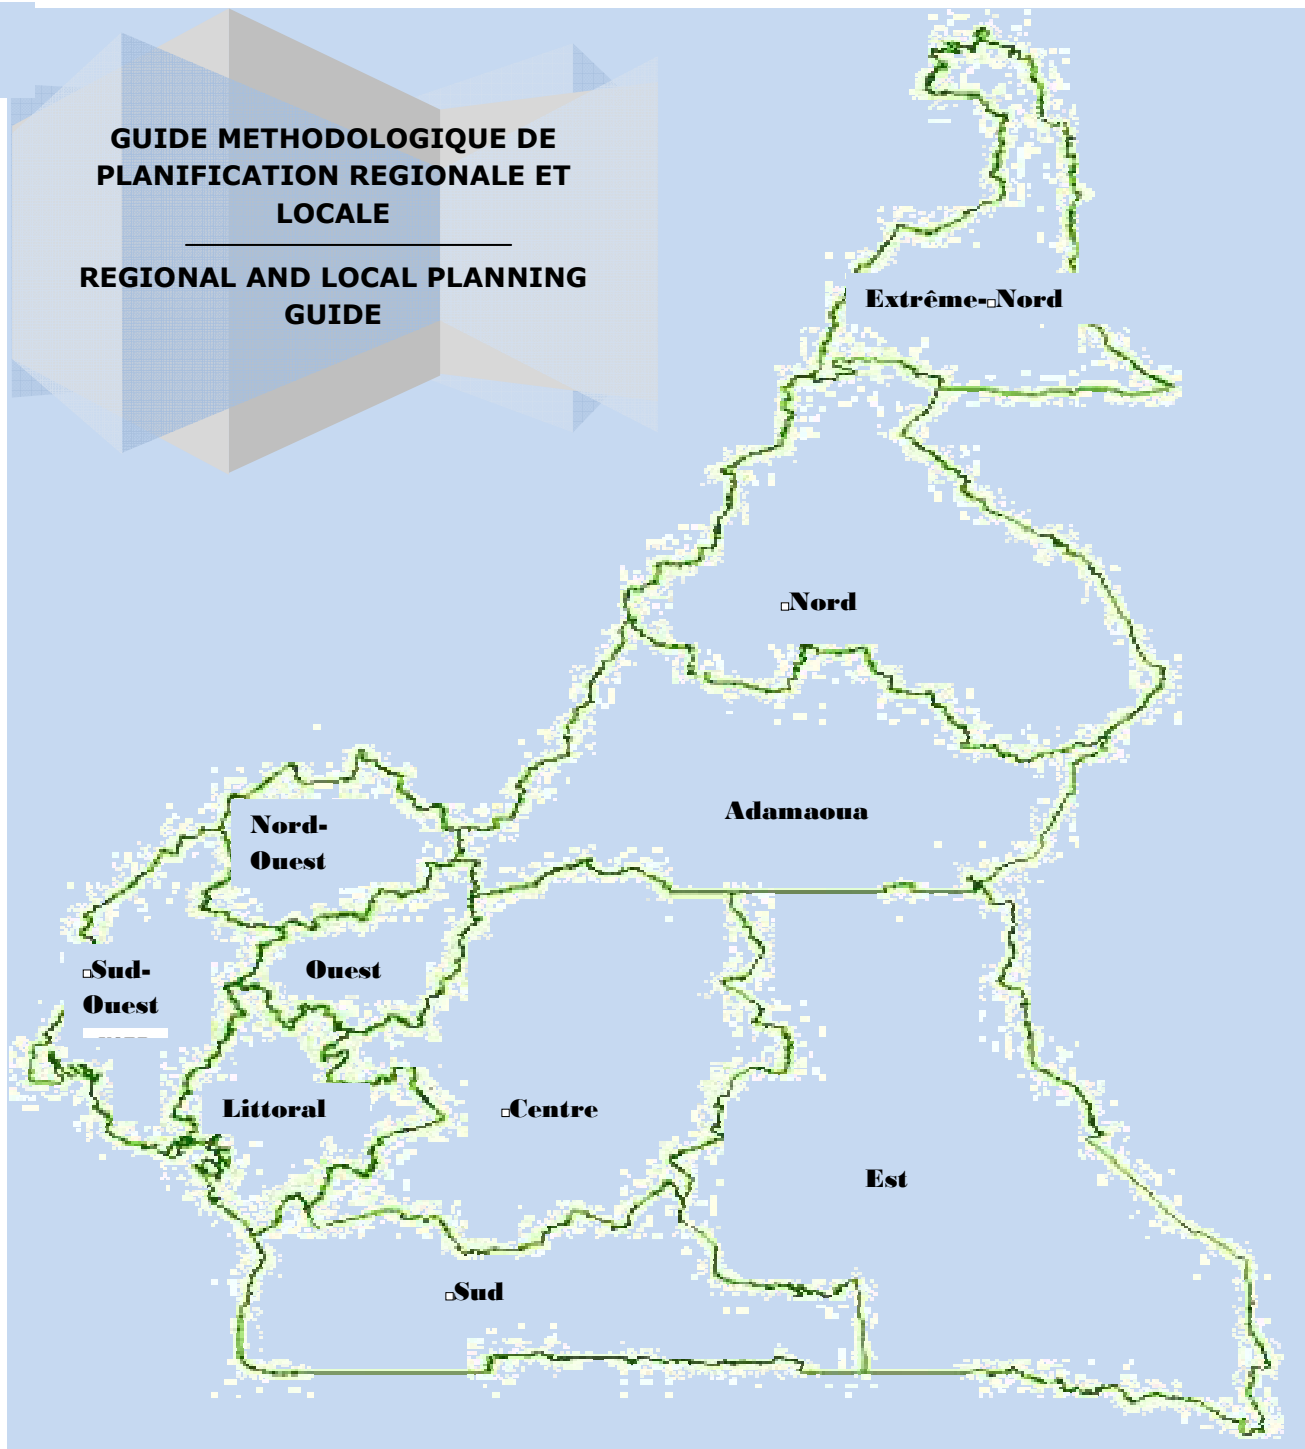 GUIDE METHODOLOGIQUE DE
PLANIFICATION REGIONALE ET
LOCALE
REGIONAL AND LOCAL PLANNING
GUIDE
Extrême- Nord
Nord
Adamaoua
Nord-
Ouest
Sud-
Ouest
Ouest
Littoral
Centre
Est
Sud